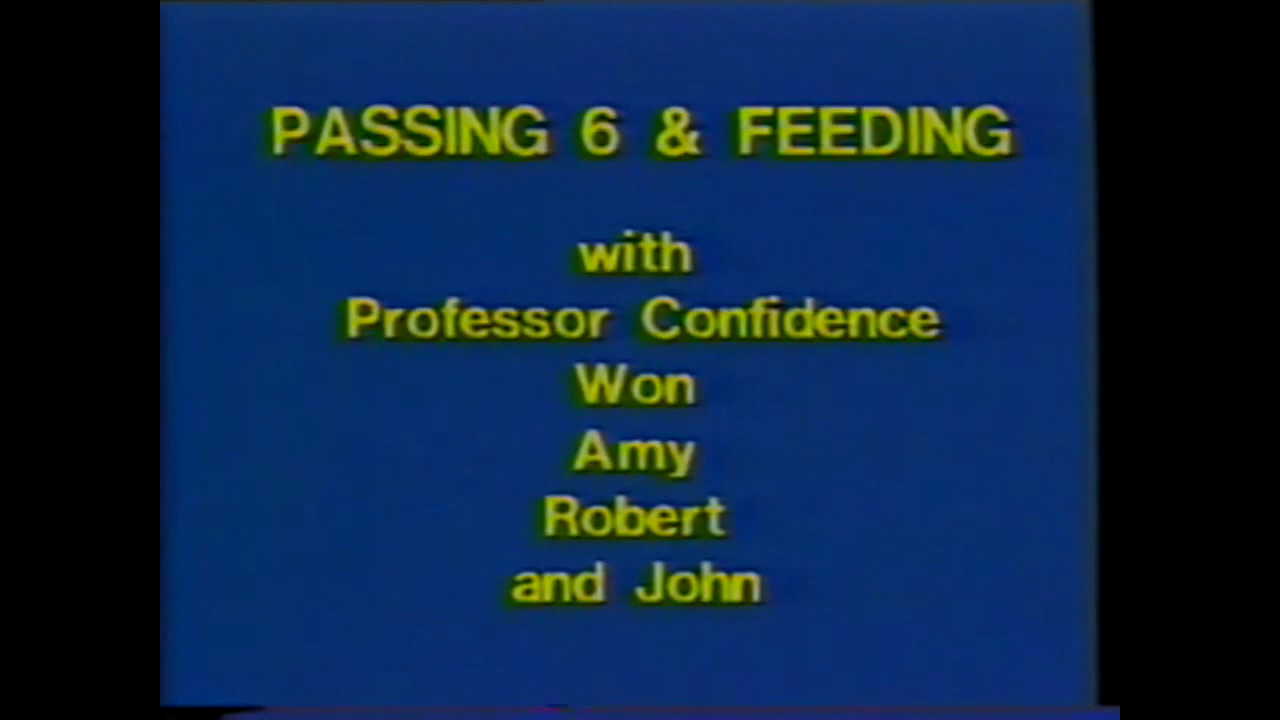 PASSING 6 & FEEDING
with
Professor Confidence
Won
Amy
Robert
and John